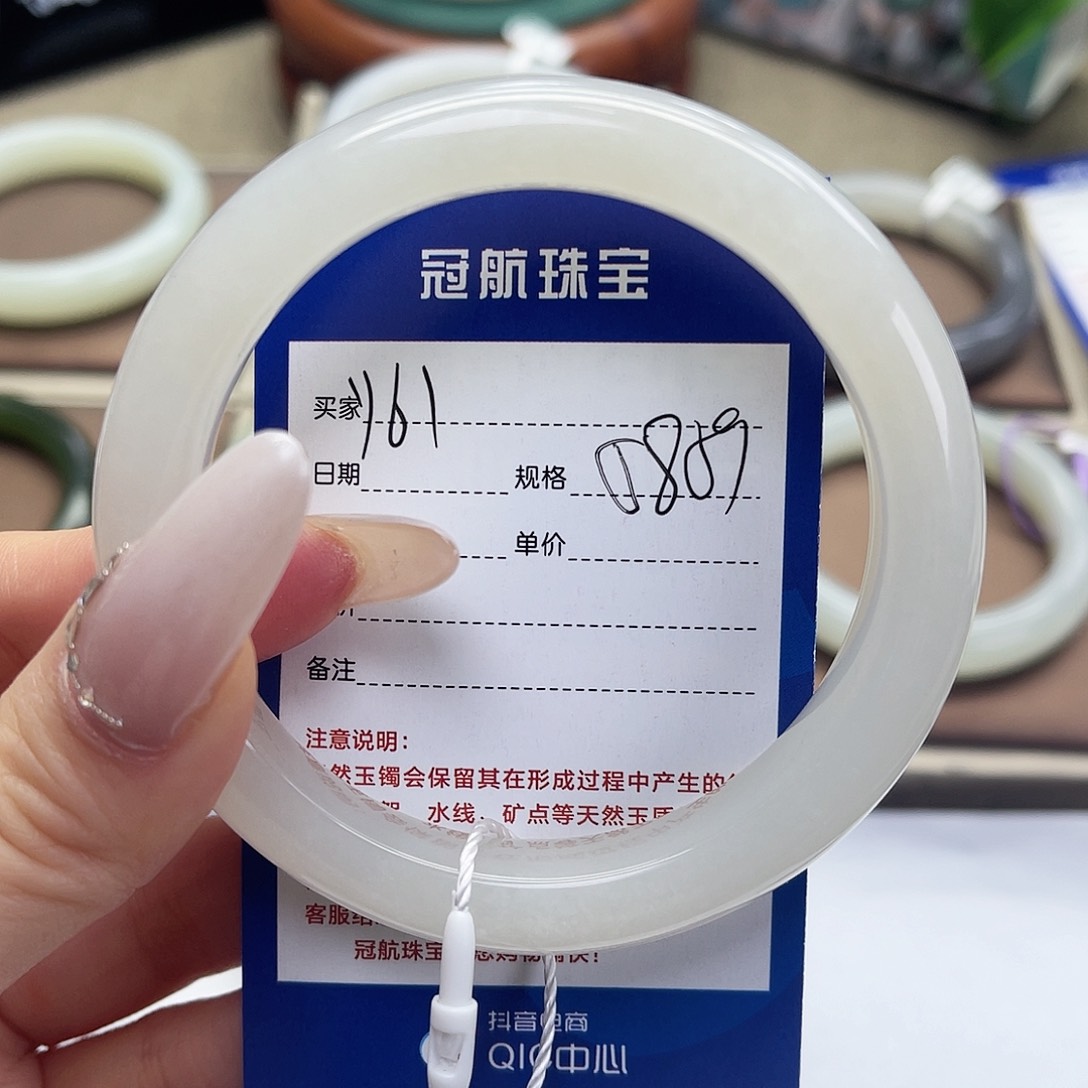 冠航珠宝
买家 1161
日期 规格
单价
备注
注意说明：
然玉镯会保留其在形成过程中产生的
水线、矿点等天然玉质
客服
冠航珠宝
抖音电商
QIC中心